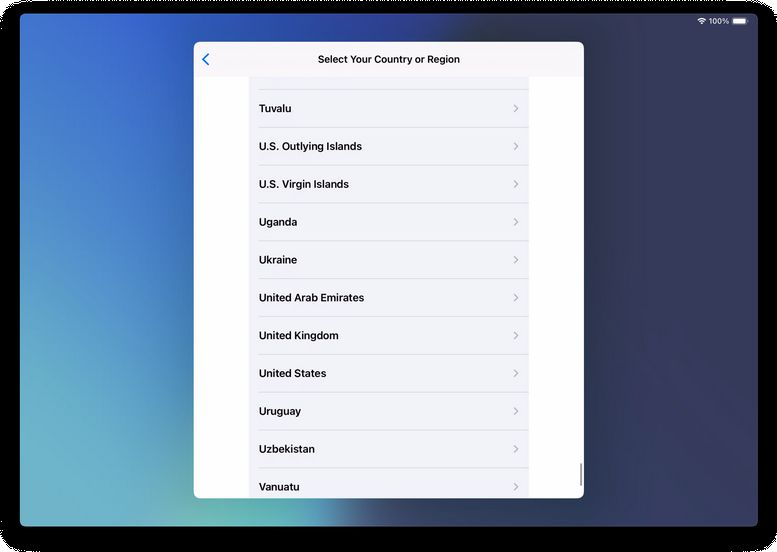 100%
Select Your Country or Region
Tuvalu
U.S. Outlying Islands
U.S. Virgin Islands
Uganda
Ukraine
United Arab Emirates
United Kingdom
United States
Uruguay
Uzbekistan
Vanuatu